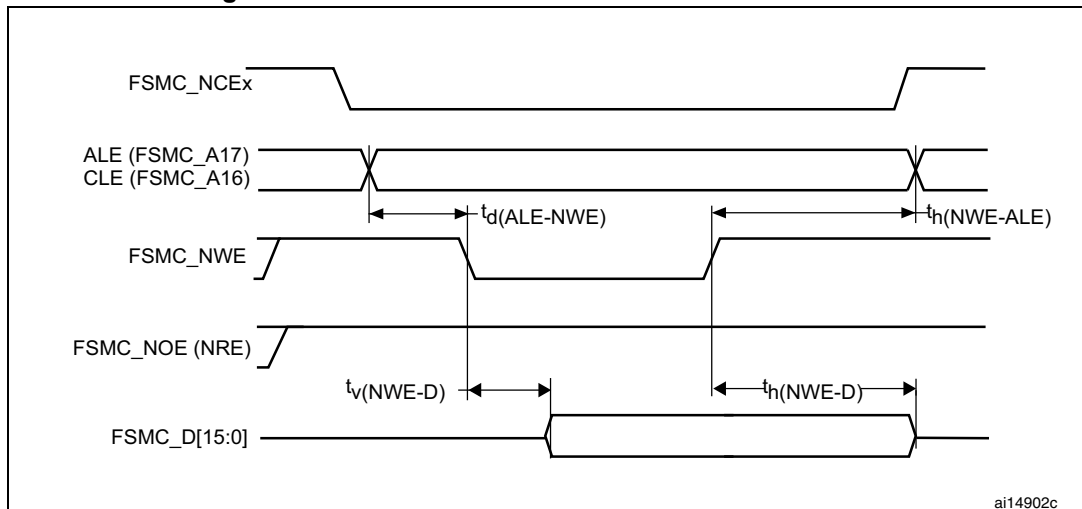 FSMC_NCEx
ALE (FSMC_A17)
CLE (FSMC_A16)
td(ALE-NWE)
th(NWE-ALE)
FSMC_NWE
FSMC_NOE (NRE)
tv(NWE-D)
th(NWE-D)
FSMC_D[15:0]
ai14902c